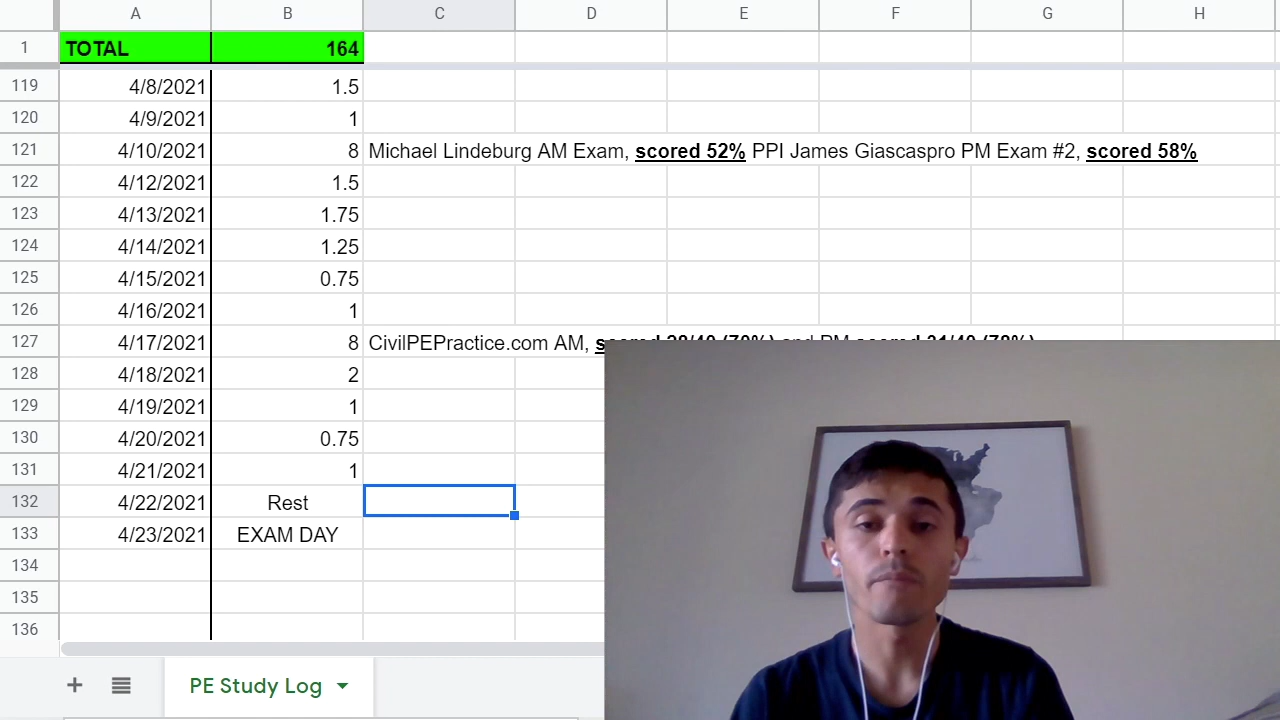 A B C D E F G H
1 TOTAL 164
119 4/8/2021 1.5
120 4/9/2021 1
121 4/10/2021 8 Michael Lindeburg AM Exam, scored 52% PPI James Giascaspro PM Exam #2, scored 58%
122 4/12/2021 1.5
123 4/13/2021 1.75
124 4/14/2021 1.25
125 4/15/2021 0.75
126 4/16/2021 1
127 4/17/2021 8 CivilPEPractice.com AM,
128 4/18/2021 2
129 4/19/2021 1
130 4/20/2021 0.75
131 4/21/2021 1
132 4/22/2021 Rest
133 4/23/2021 EXAM DAY
134
135
136
PE Study Log